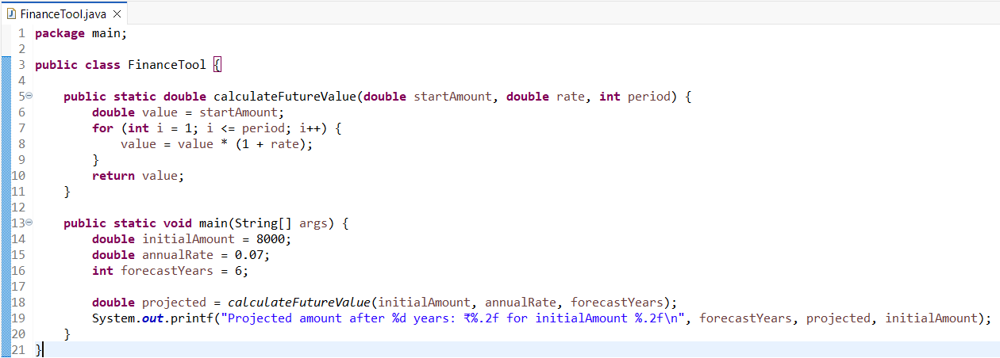 FinanceTool.java
1 package main;
2
3 public class FinanceTool {
4
5     public static double calculateFutureValue(double startAmount, double rate, int period) {
6         double value = startAmount;
7         for (int i = 1; i <= period; i++) {
8             value = value * (1 + rate);
9         }
10         return value;
11     }
12
13     public static void main(String[] args) {
14         double initialAmount = 8000;
15         double annualRate = 0.07;
16         int forecastYears = 6;
17
18         double projected = calculateFutureValue(initialAmount, annualRate, forecastYears);
19         System.out.printf("Projected amount after %d years: ₹%.2f for initialAmount %.2f\n", forecastYears, projected, initialAmount);
20     }
21 }